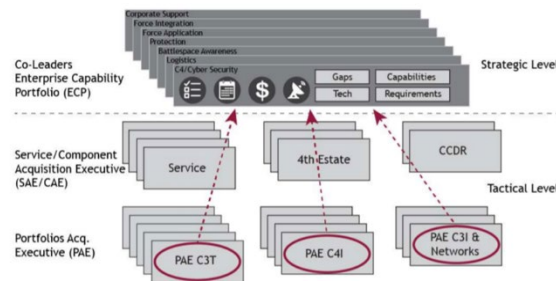 Corporate Support
Force Integration
Force Application
Protection
Battlespace Awareness
Logistics
C4/Cyber Security
Co-Leaders
Enterprise Capability
Portfolio (ECP)
$
Gaps
Capabilities
Tech
Requirements
Strategic Level
Service/Component
Acquisition Executive
(SAE/CAE)
Service
4th Estate
CCDR
Tactical Level
Portfolios Acq.
Executive (PAE)
PAE C3T
PAE C4I
PAE C3I &
Networks